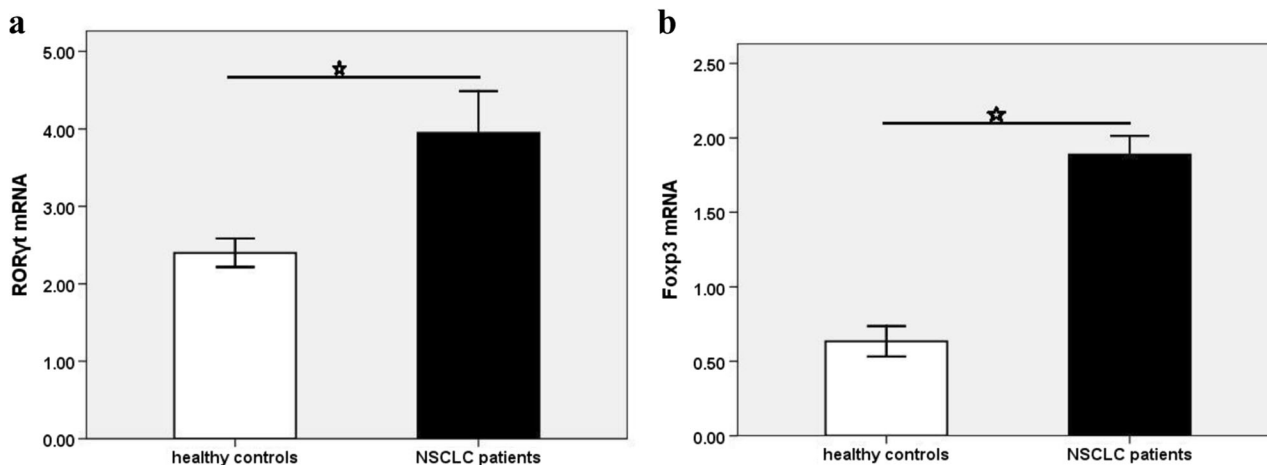 a
5.00
4.00
3.00
2.00
1.00
0.00
RORγt mRNA
healthy controls
NSCLC patients
b
2.50
2.00
1.50
1.00
0.50
0.00
Foxp3 mRNA
healthy controls
NSCLC patients